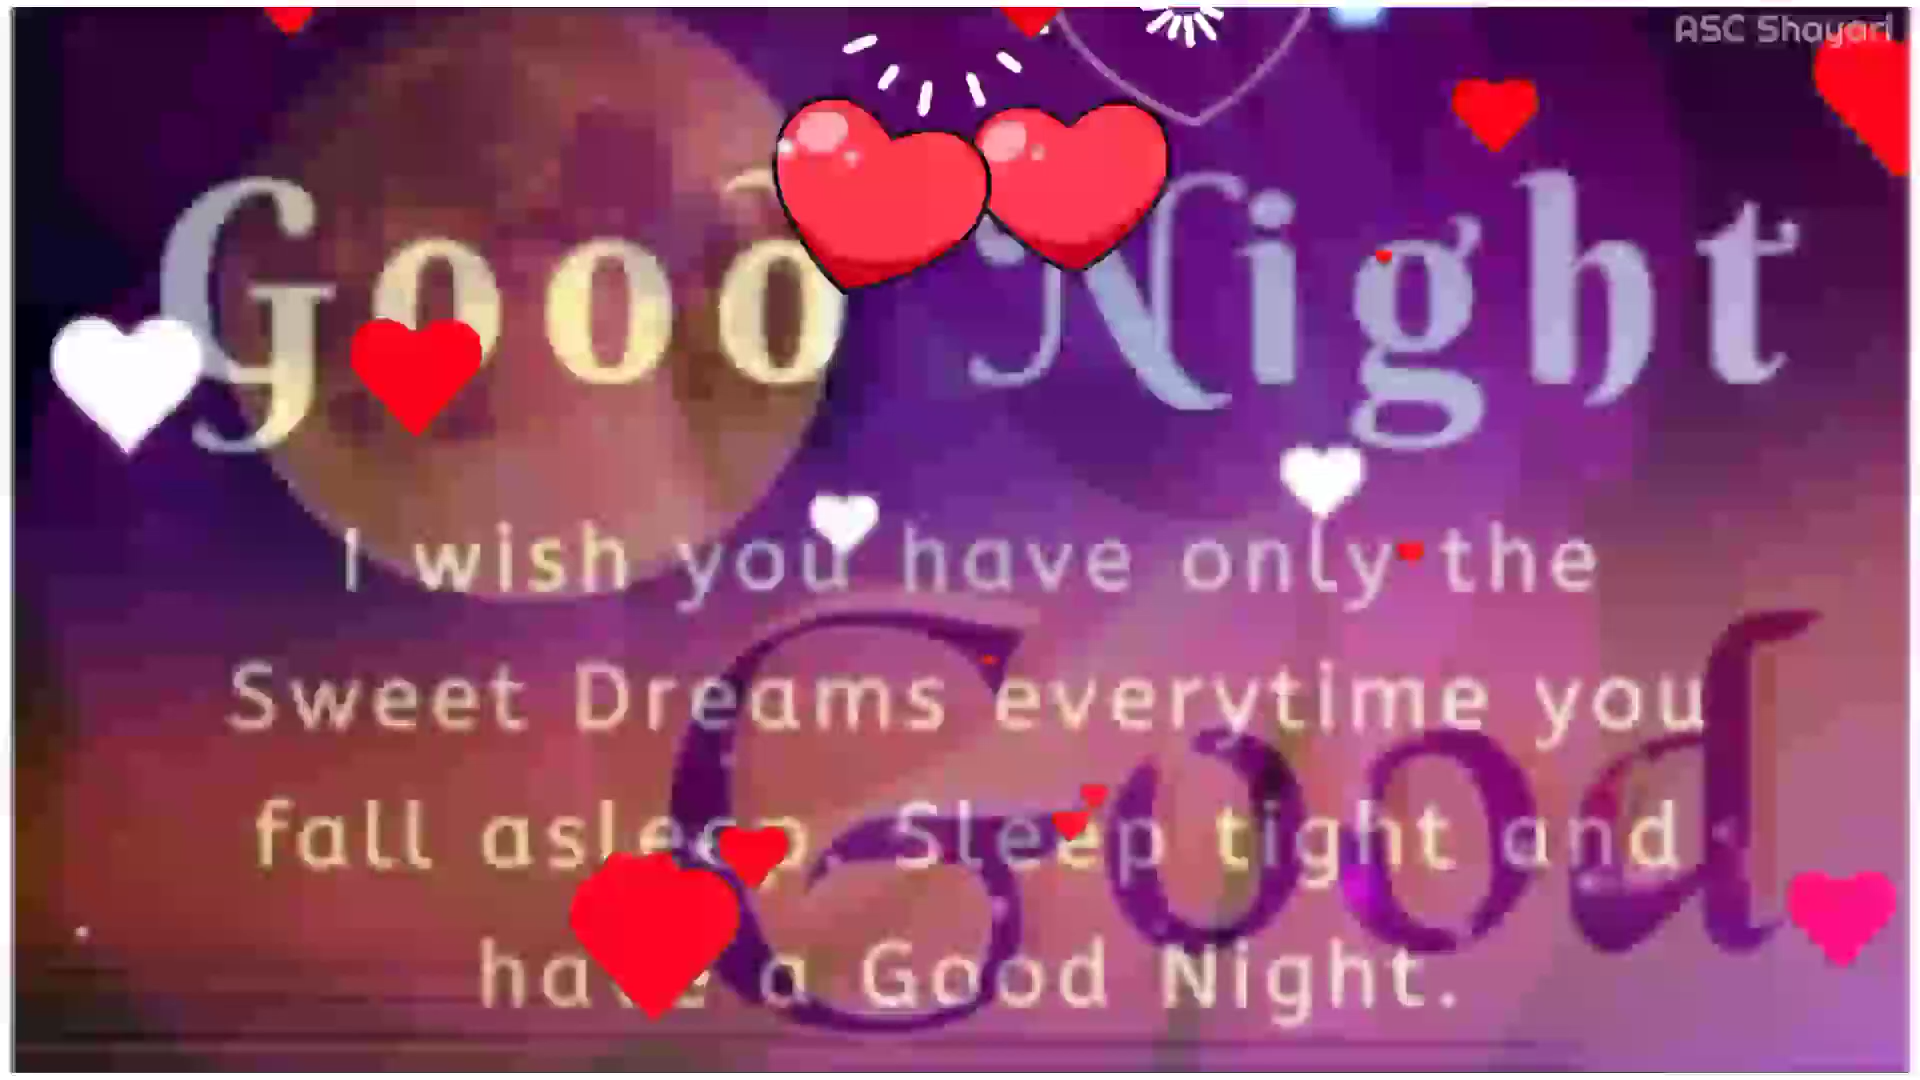 ASC Shayari
Good Night
I wish you have only the
Sweet Dreams everytime you
fall asleep. Sleep tight and
have a Good Night.
Good